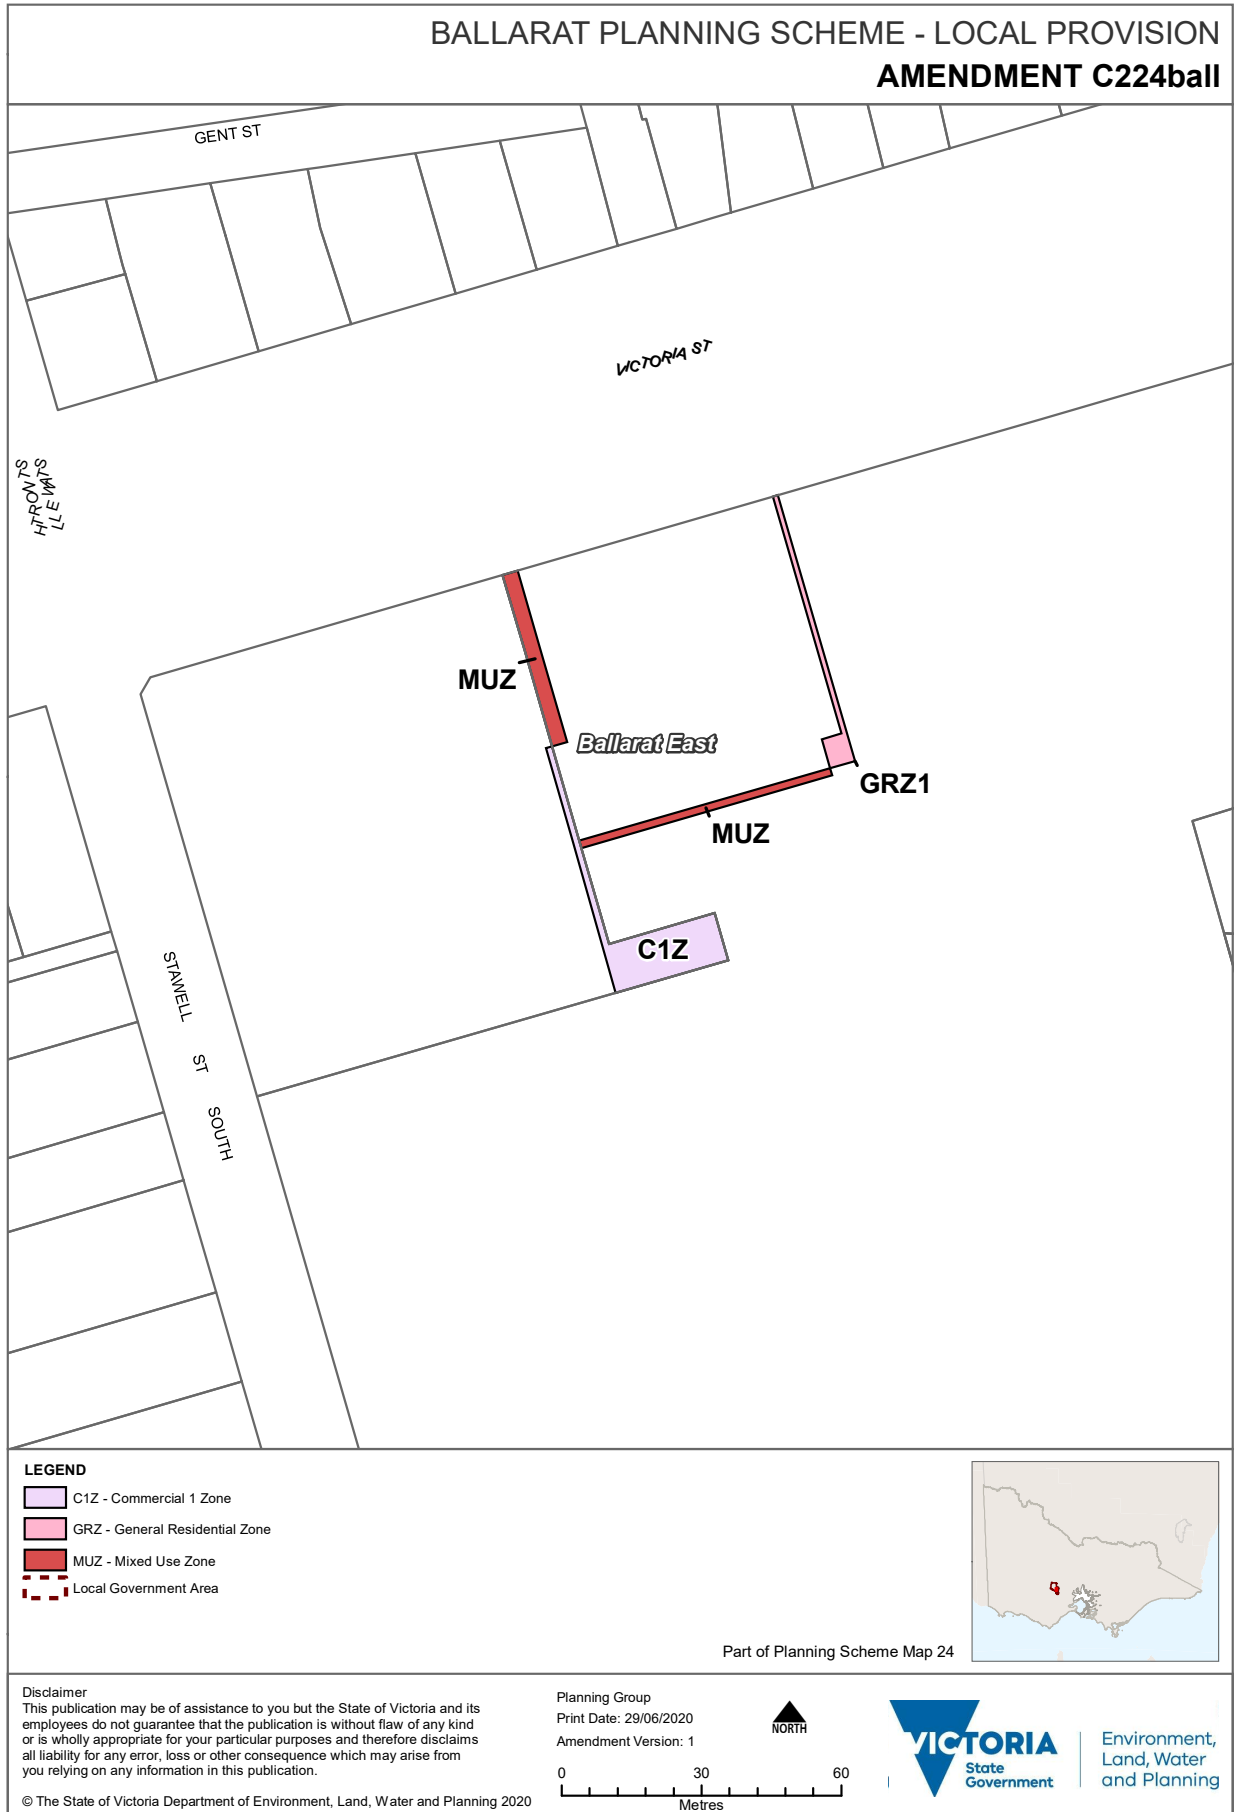 BALLARAT PLANNING SCHEME - LOCAL PROVISION
AMENDMENT C224ball
GENT ST
VICTORIA ST
MUZ
Ballarat East
GRZ1
MUZ
C1Z
STAWELL ST SOUTH
LEGEND
C1Z - Commercial 1 Zone
GRZ - General Residential Zone
MUZ - Mixed Use Zone
Local Government Area
Part of Planning Scheme Map 24
Disclaimer
This publication may be of assistance to you but the State of Victoria and its
employees do not guarantee that the publication is without flaw of any kind
or is wholly appropriate for your particular purposes and therefore disclaims
all liability for any error, loss or other consequence which may arise from
you relying on any information in this publication.
© The State of Victoria Department of Environment, Land, Water and Planning 2020
Planning Group
Print Date: 29/06/2020
Amendment Version: 1
NORTH
0 30 60
Metres
VICTORIA
State
Government
Environment,
Land, Water
and Planning